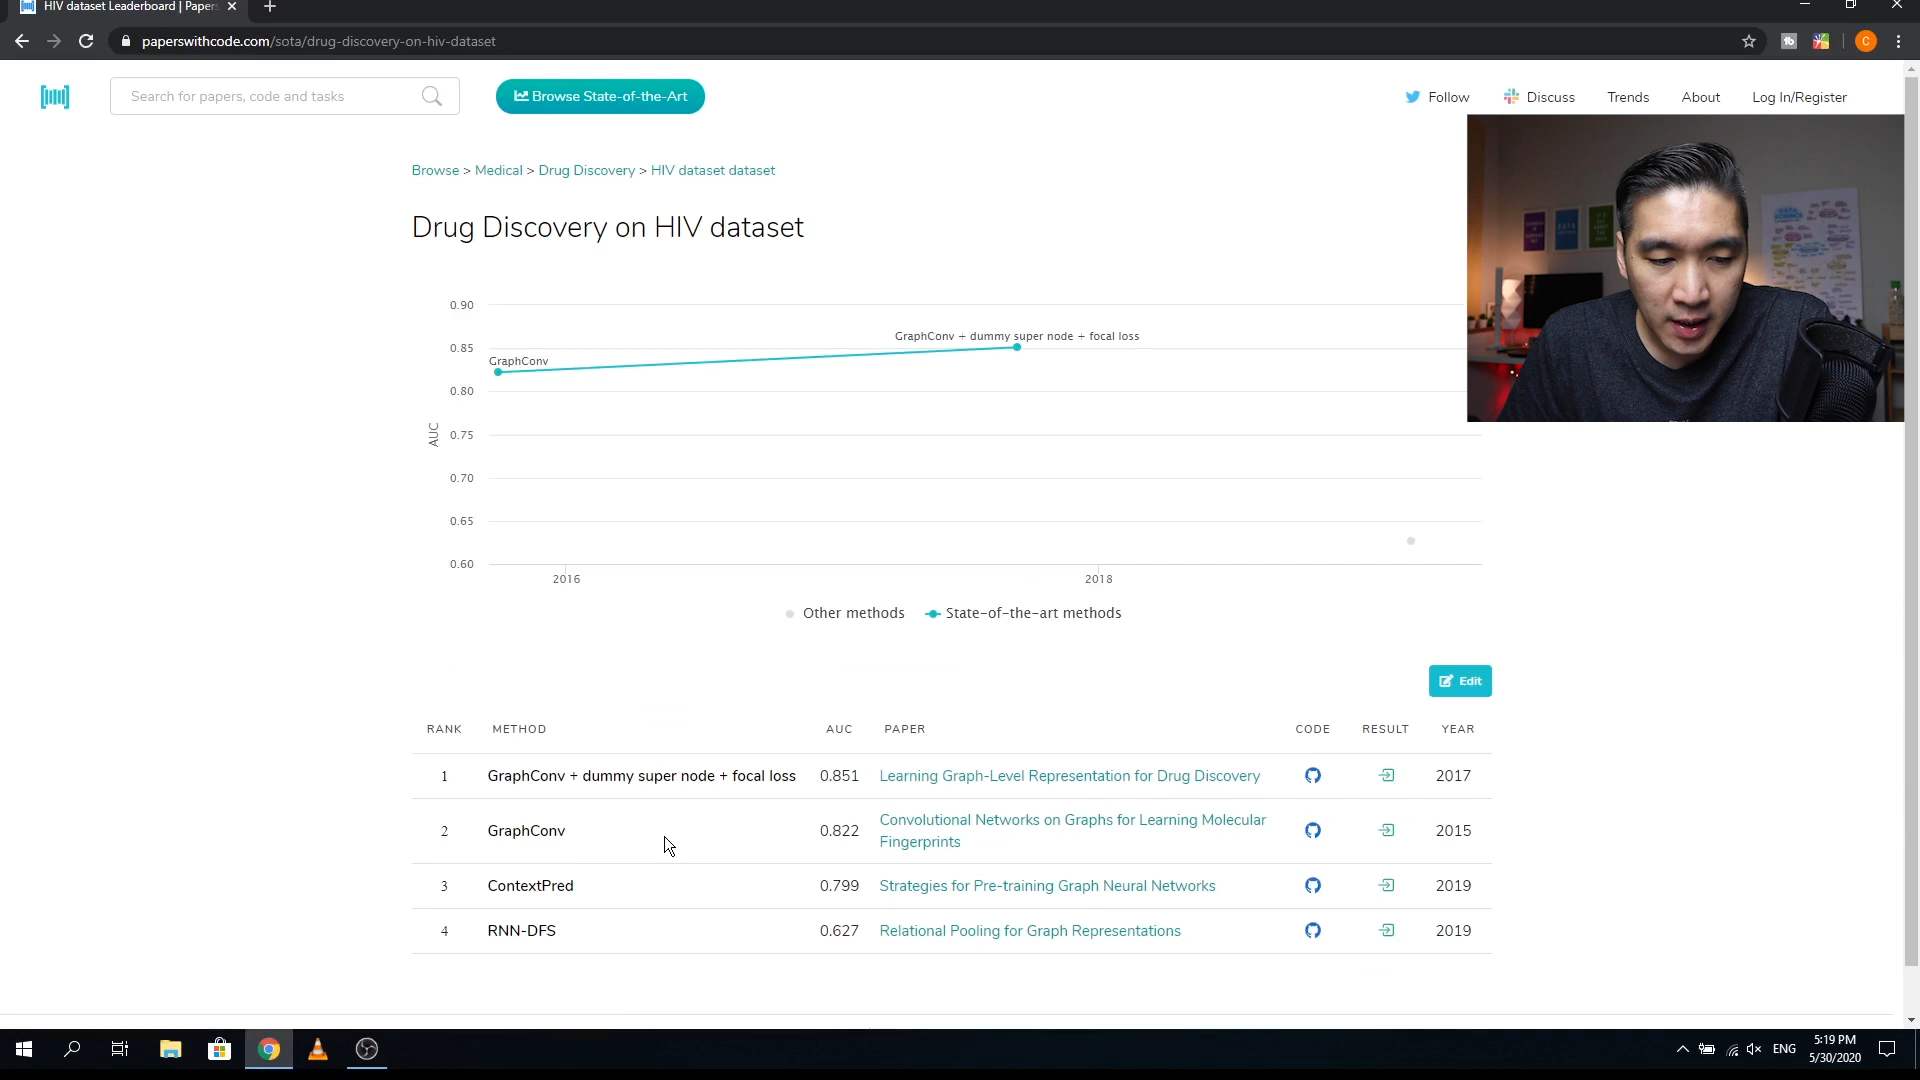 HIV dataset Leaderboard | Papers
paperswithcode.com/sota/drug-discovery-on-hiv-dataset
Search for papers, code and tasks
Browse State-of-the-Art
Follow
Discuss
Trends
About
Log In/Register
Browse > Medical > Drug Discovery > HIV dataset dataset
Drug Discovery on HIV dataset
0.90
0.85
0.80
0.75
0.70
0.65
0.60
AUC
GraphConv
GraphConv + dummy super node + focal loss
2016
2018
Other methods
State-of-the-art methods
Edit
RANK METHOD AUC PAPER CODE RESULT YEAR
1 GraphConv + dummy super node + focal loss 0.851 Learning Graph-Level Representation for Drug Discovery 2017
2 GraphConv 0.822 Convolutional Networks on Graphs for Learning Molecular Fingerprints 2015
3 ContextPred 0.799 Strategies for Pre-training Graph Neural Networks 2019
4 RNN-DFS 0.627 Relational Pooling for Graph Representations 2019
ENG
5:19 PM
5/30/2020